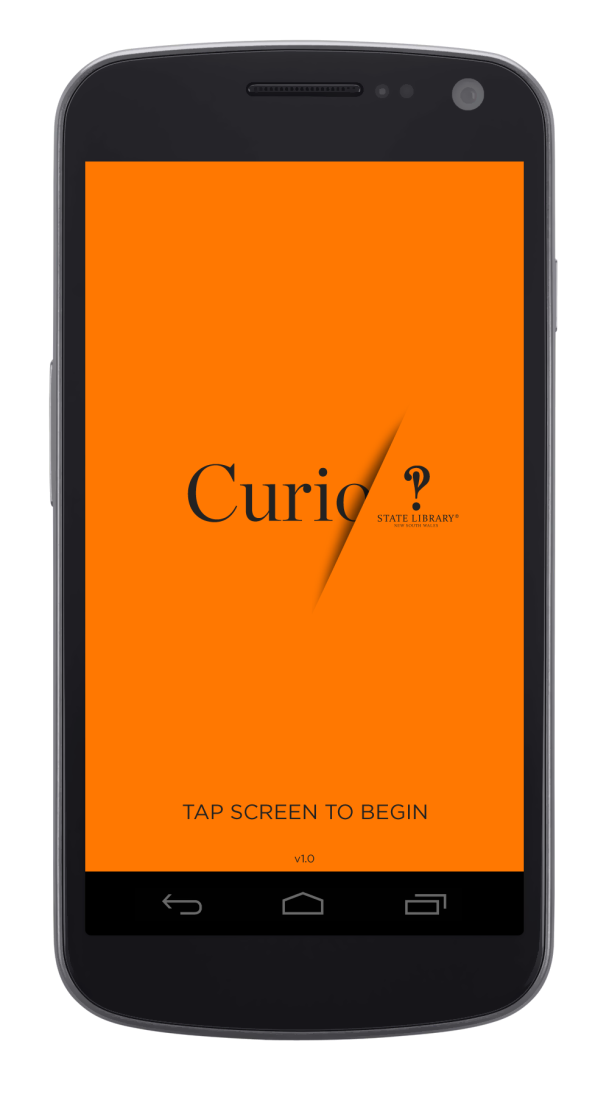 Curio
STATE LIBRARY®
NEW SOUTH WALES
TAP SCREEN TO BEGIN
v1.0